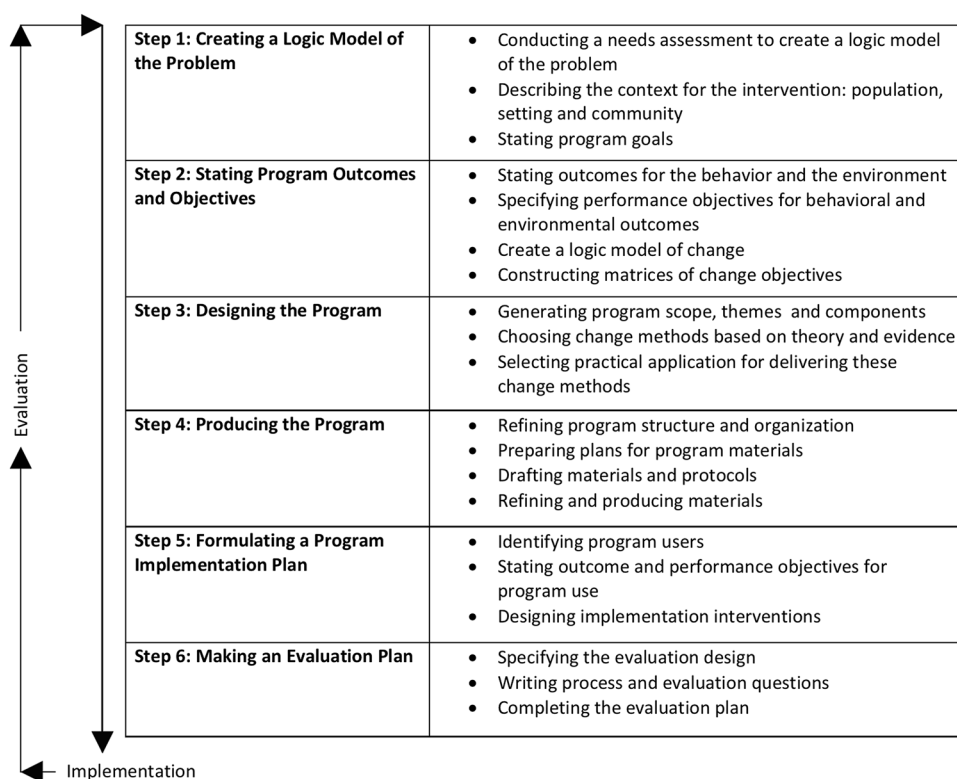 Step 1: Creating a Logic Model of
the Problem
• Conducting a needs assessment to create a logic model
of the problem
• Describing the context for the intervention: population,
setting and community
• Stating program goals
Step 2: Stating Program Outcomes
and Objectives
• Stating outcomes for the behavior and the environment
• Specifying performance objectives for behavioral and
environmental outcomes
• Create a logic model of change
• Constructing matrices of change objectives
Step 3: Designing the Program
• Generating program scope, themes and components
• Choosing change methods based on theory and evidence
• Selecting practical application for delivering these
change methods
Step 4: Producing the Program
• Refining program structure and organization
• Preparing plans for program materials
• Drafting materials and protocols
• Refining and producing materials
Step 5: Formulating a Program
Implementation Plan
• Identifying program users
• Stating outcome and performance objectives for
program use
• Designing implementation interventions
Step 6: Making an Evaluation Plan
• Specifying the evaluation design
• Writing process and evaluation questions
• Completing the evaluation plan
Evaluation
Implementation